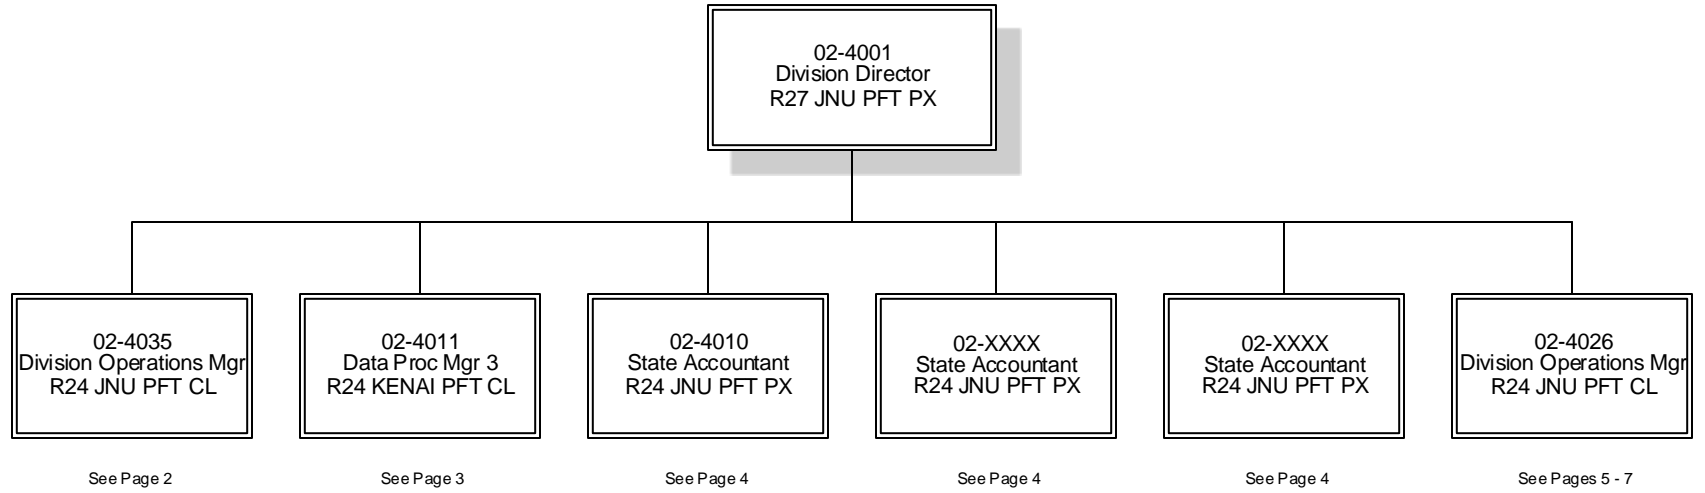 02-4001
Division Director
R27 JNU PFT PX
02-4035
Division Operations Mgr
R24 JNU PFT CL
See Page 2
02-4011
Data Proc Mgr 3
R24 KENAI PFT CL
See Page 3
02-4010
State Accountant
R24 JNU PFT PX
See Page 4
02-XXXX
State Accountant
R24 JNU PFT PX
See Page 4
02-XXXX
State Accountant
R24 JNU PFT PX
See Page 4
02-4026
Division Operations Mgr
R24 JNU PFT CL
See Pages 5 - 7